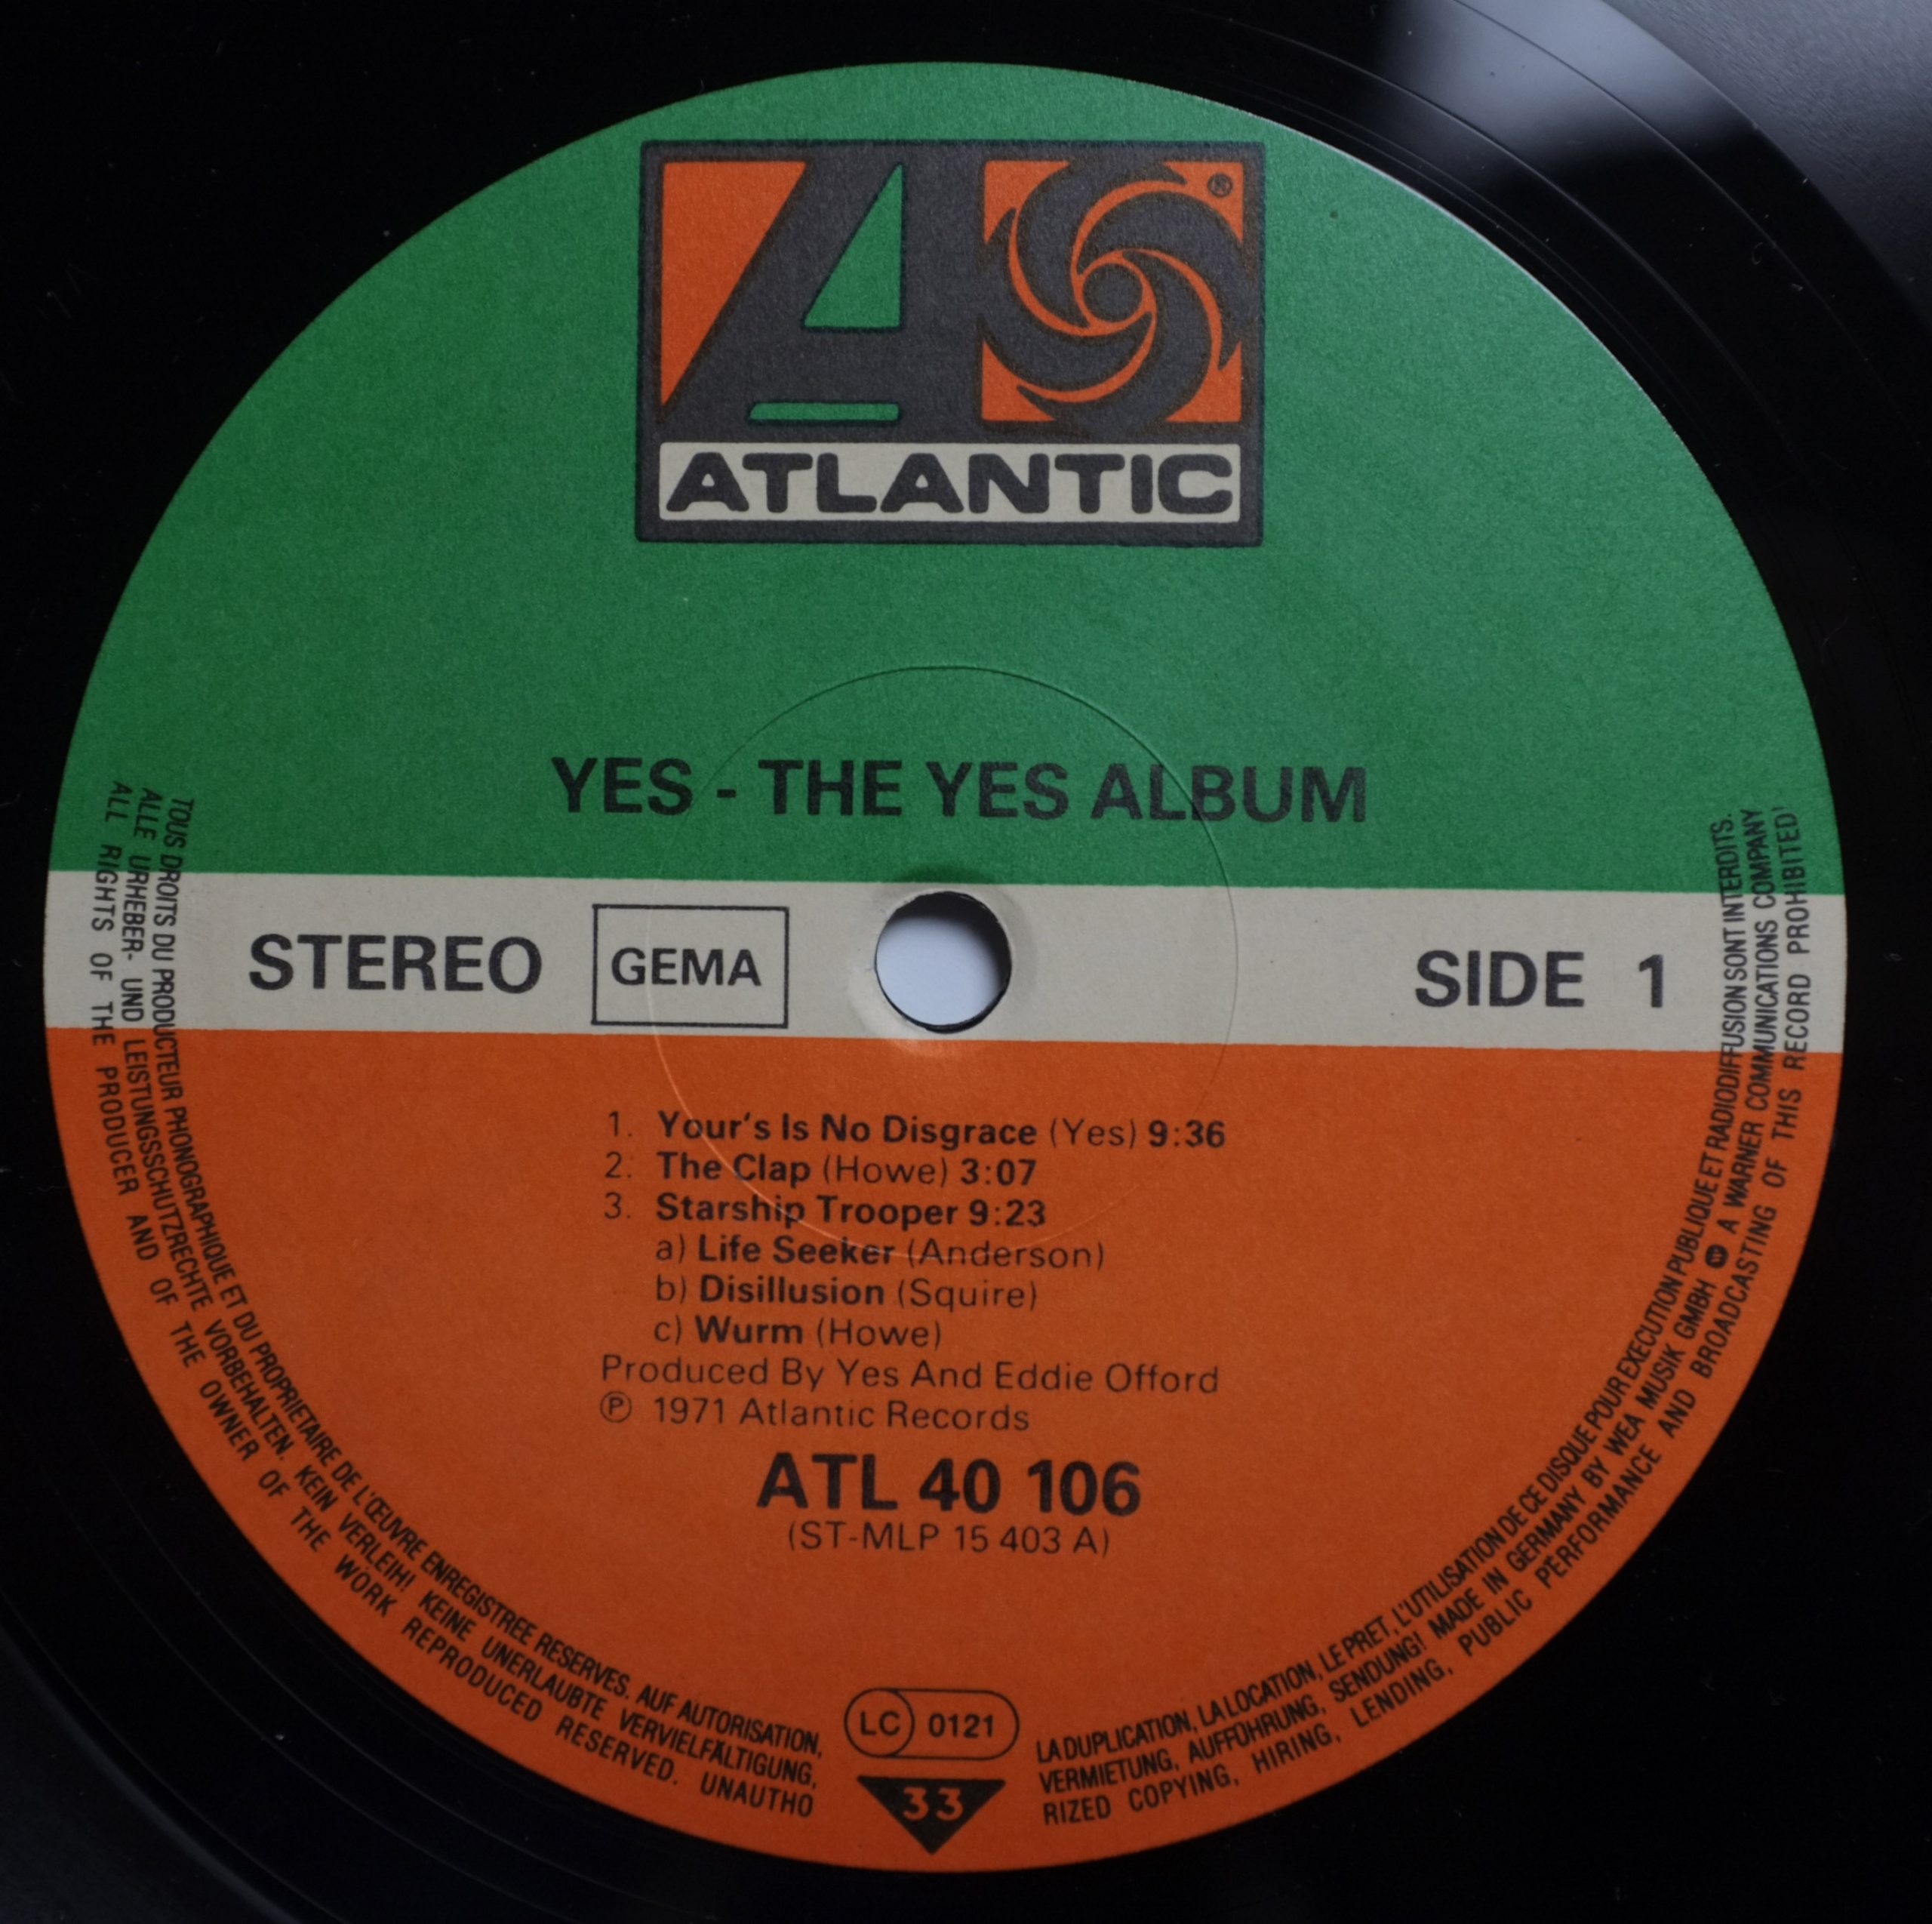 ®
ATLANTIC
YES - THE YES ALBUM
STEREO
GEMA
SIDE 1
1. Your's Is No Disgrace (Yes) 9:36
2. The Clap (Howe) 3:07
3. Starship Trooper 9:23
a) Life Seeker (Anderson)
b) Disillusion (Squire)
c) Wurm (Howe)
Produced By Yes And Eddie Offord
℗ 1971 Atlantic Records
ATL 40 106
(ST-MLP 15 403 A)
LC 0121
33
TOUS DROITS DU PRODUCTEUR PHONOGRAPHIQUE ET DU PROPRIETAIRE DE L'ŒUVRE ENREGISTREE RESERVES. AUF AUTORISATION, LA DUPLICATION, LA LOCATION, LE PRET, L'UTILISATION DE CE DISQUE POUR EXECUTION PUBLIQUE ET RADIODIFFUSION SONT INTERDITS.
ALLE URHEBER- UND LEISTUNGSSCHUTZRECHTE VORBEHALTEN. KEIN VERLEIH! KEINE UNERLAUBTE VERVIELFÄLTIGUNG, VERMIETUNG, AUFFÜHRUNG, SENDUNG! MADE IN GERMANY BY WEA MUSIK GMBH W A WARNER COMMUNICATIONS COMPANY
ALL RIGHTS OF THE PRODUCER AND OF THE OWNER OF THE WORK REPRODUCED RESERVED. UNAUTHORIZED COPYING, HIRING, LENDING, PUBLIC PERFORMANCE AND BROADCASTING OF THIS RECORD PROHIBITED'